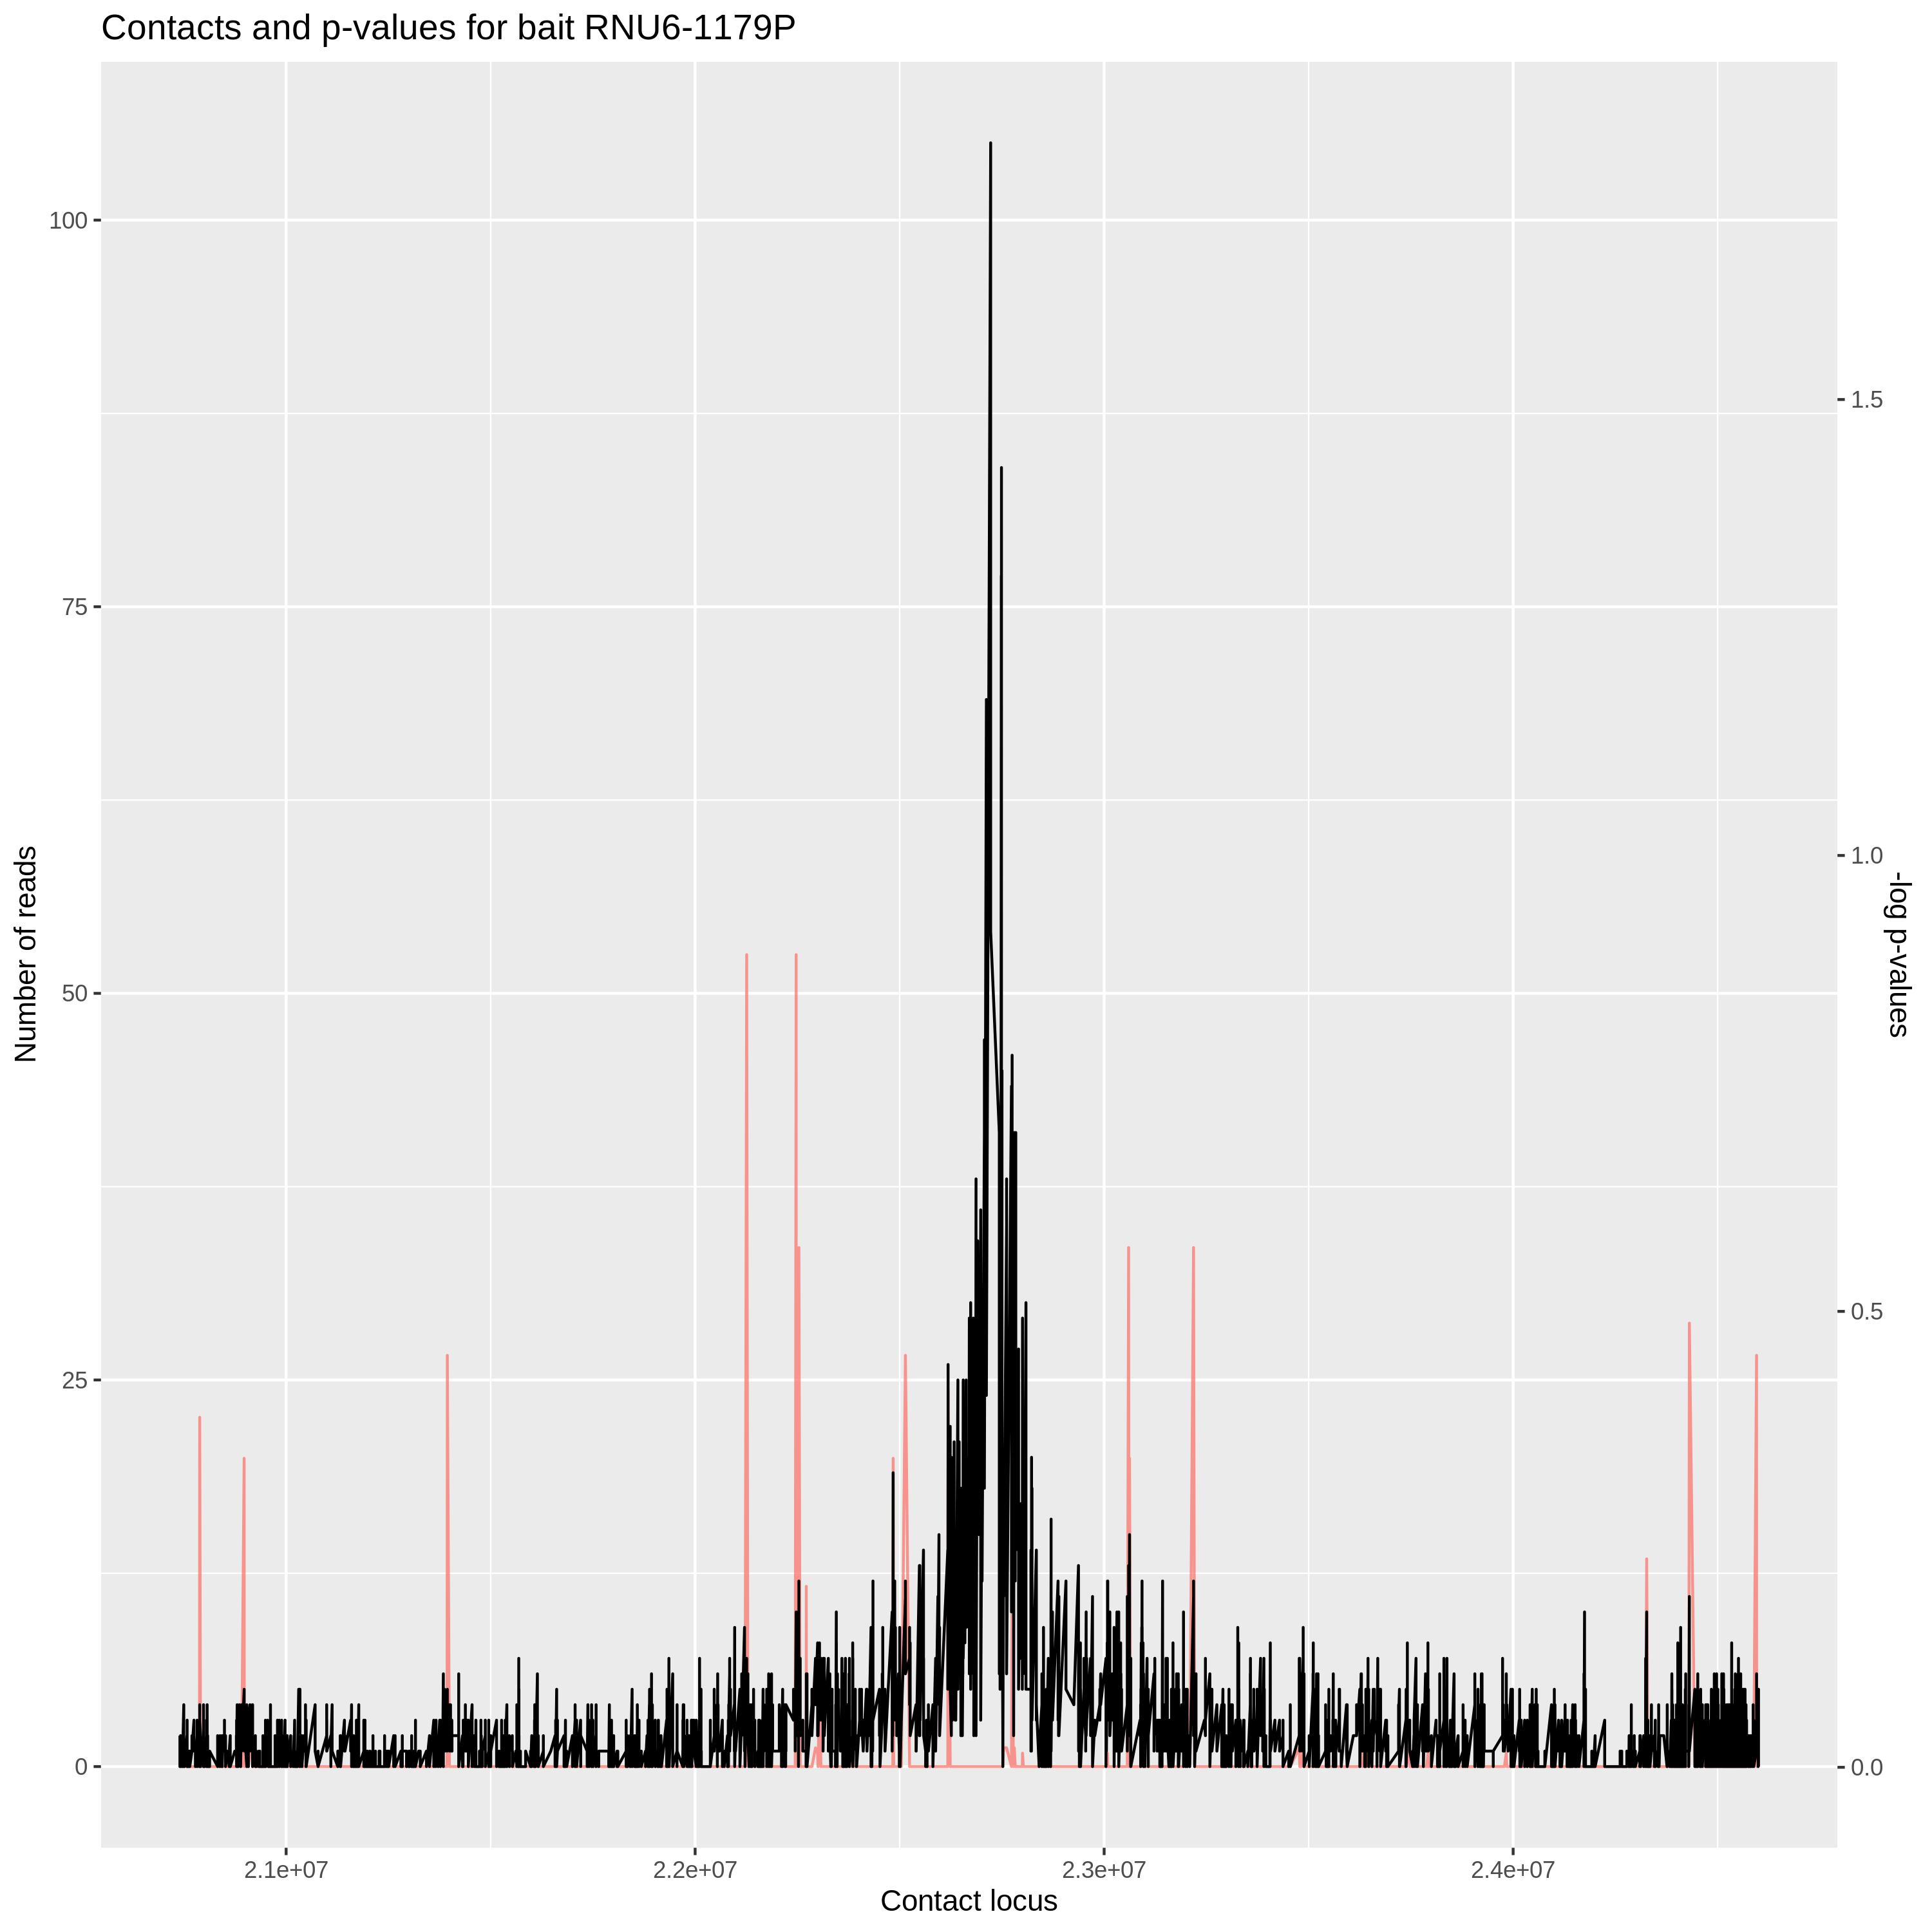 Contacts and p-values for bait RNU6-1179P
100
75
50
25
0
Number of reads
1.5
1.0
0.5
0.0
-log p-values
2.1e+07
2.2e+07
2.3e+07
2.4e+07
Contact locus